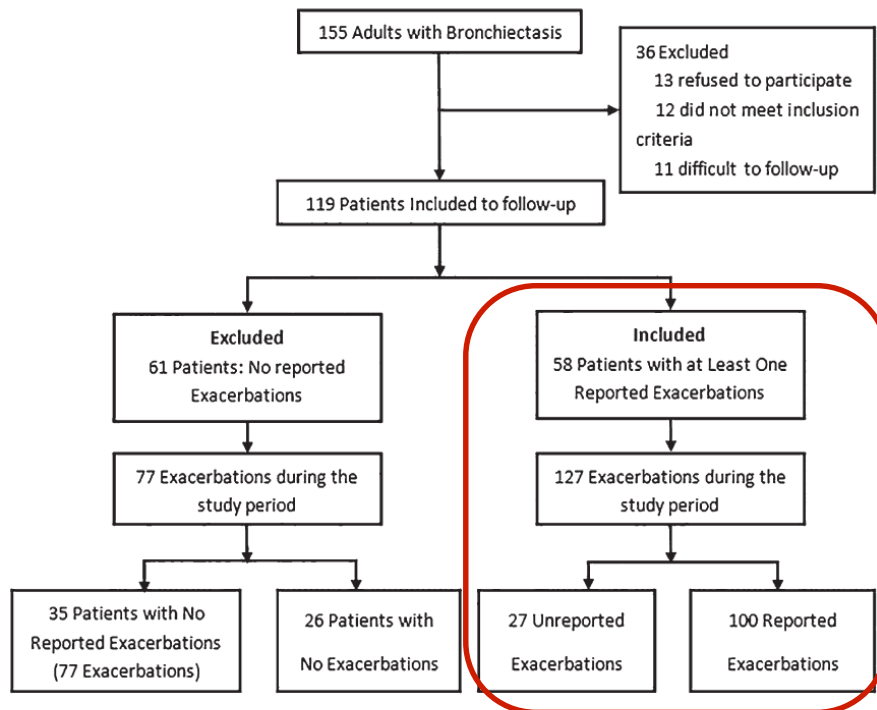 155 Adults with Bronchiectasis
36 Excluded
13 refused to participate
12 did not meet inclusion
criteria
11 difficult to follow-up
119 Patients Included to follow-up
Excluded
61 Patients: No reported
Exacerbations
Included
58 Patients with at Least One
Reported Exacerbations
77 Exacerbations during the
study period
127 Exacerbations during the
study period
35 Patients with No
Reported Exacerbations
(77 Exacerbations)
26 Patients with
No Exacerbations
27 Unreported
Exacerbations
100 Reported
Exacerbations